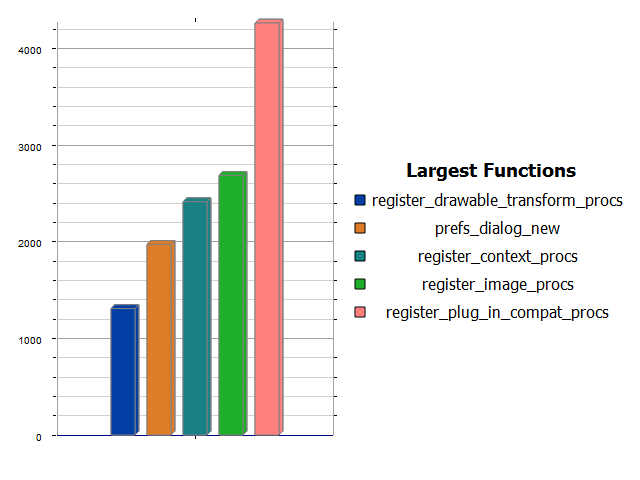 4000
3000
2000
1000
0
Largest Functions
register_drawable_transform_procs
prefs_dialog_new
register_context_procs
register_image_procs
register_plug_in_compat_procs